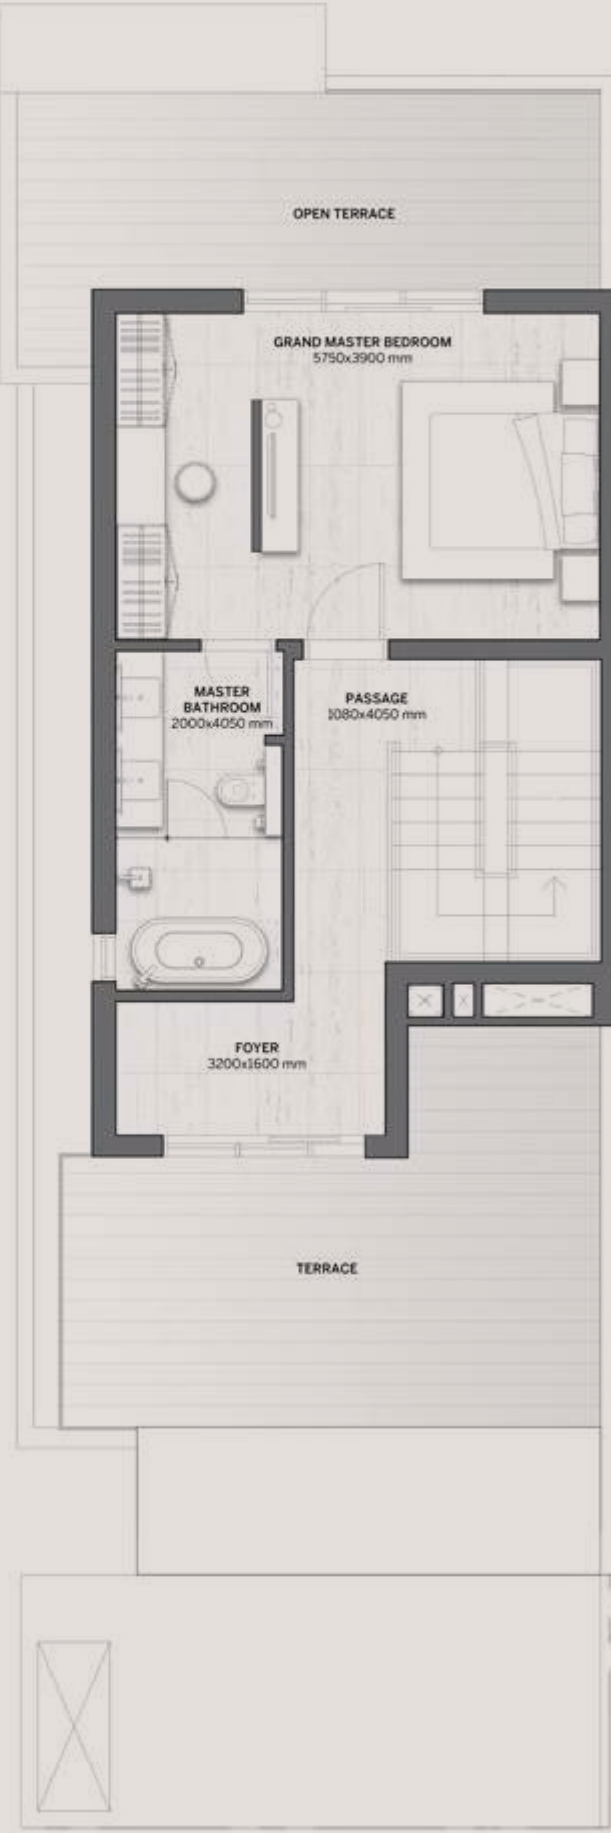 OPEN TERRACE
GRAND MASTER BEDROOM
5750x3900 mm
MASTER
BATHROOM
2000x4050 mm
PASSAGE
1080x4050 mm
FOYER
3200x1600 mm
TERRACE